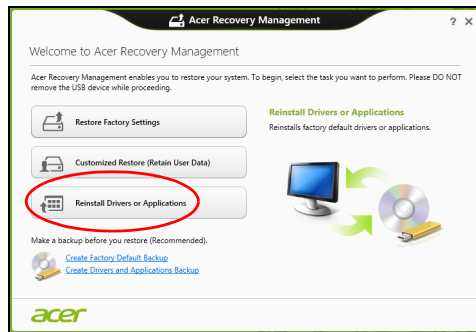 Acer Recovery Management
? X
Welcome to Acer Recovery Management
Acer Recovery Management enables you to restore your system. To begin, select the task you want to perform. Please DO NOT
remove the USB device while proceeding.
Restore Factory Settings
Customized Restore (Retain User Data)
Reinstall Drivers or Applications
Reinstall Drivers or Applications
Reinstalls factory default drivers or applications.
Make a backup before you restore (Recommended).
Create Factory Default Backup
Create Drivers and Applications Backup
acer